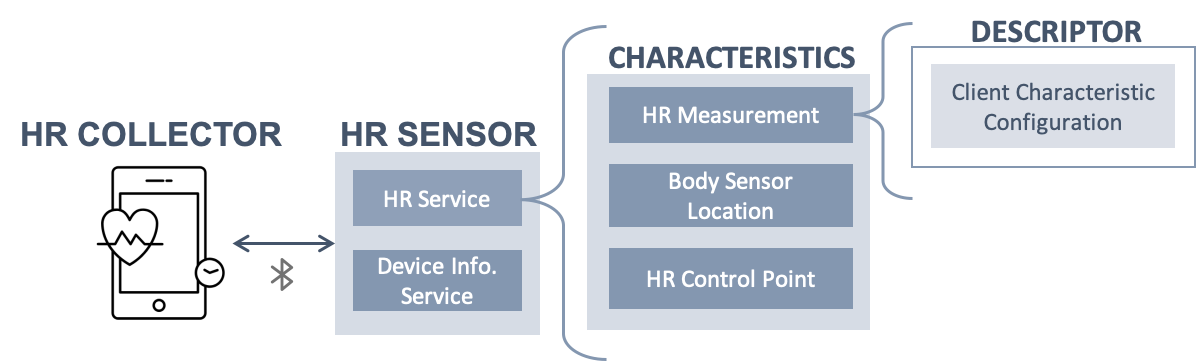 HR COLLECTOR
HR SENSOR
HR Service
Device Info.
Service
CHARACTERISTICS
HR Measurement
Body Sensor
Location
HR Control Point
DESCRIPTOR
Client Characteristic
Configuration